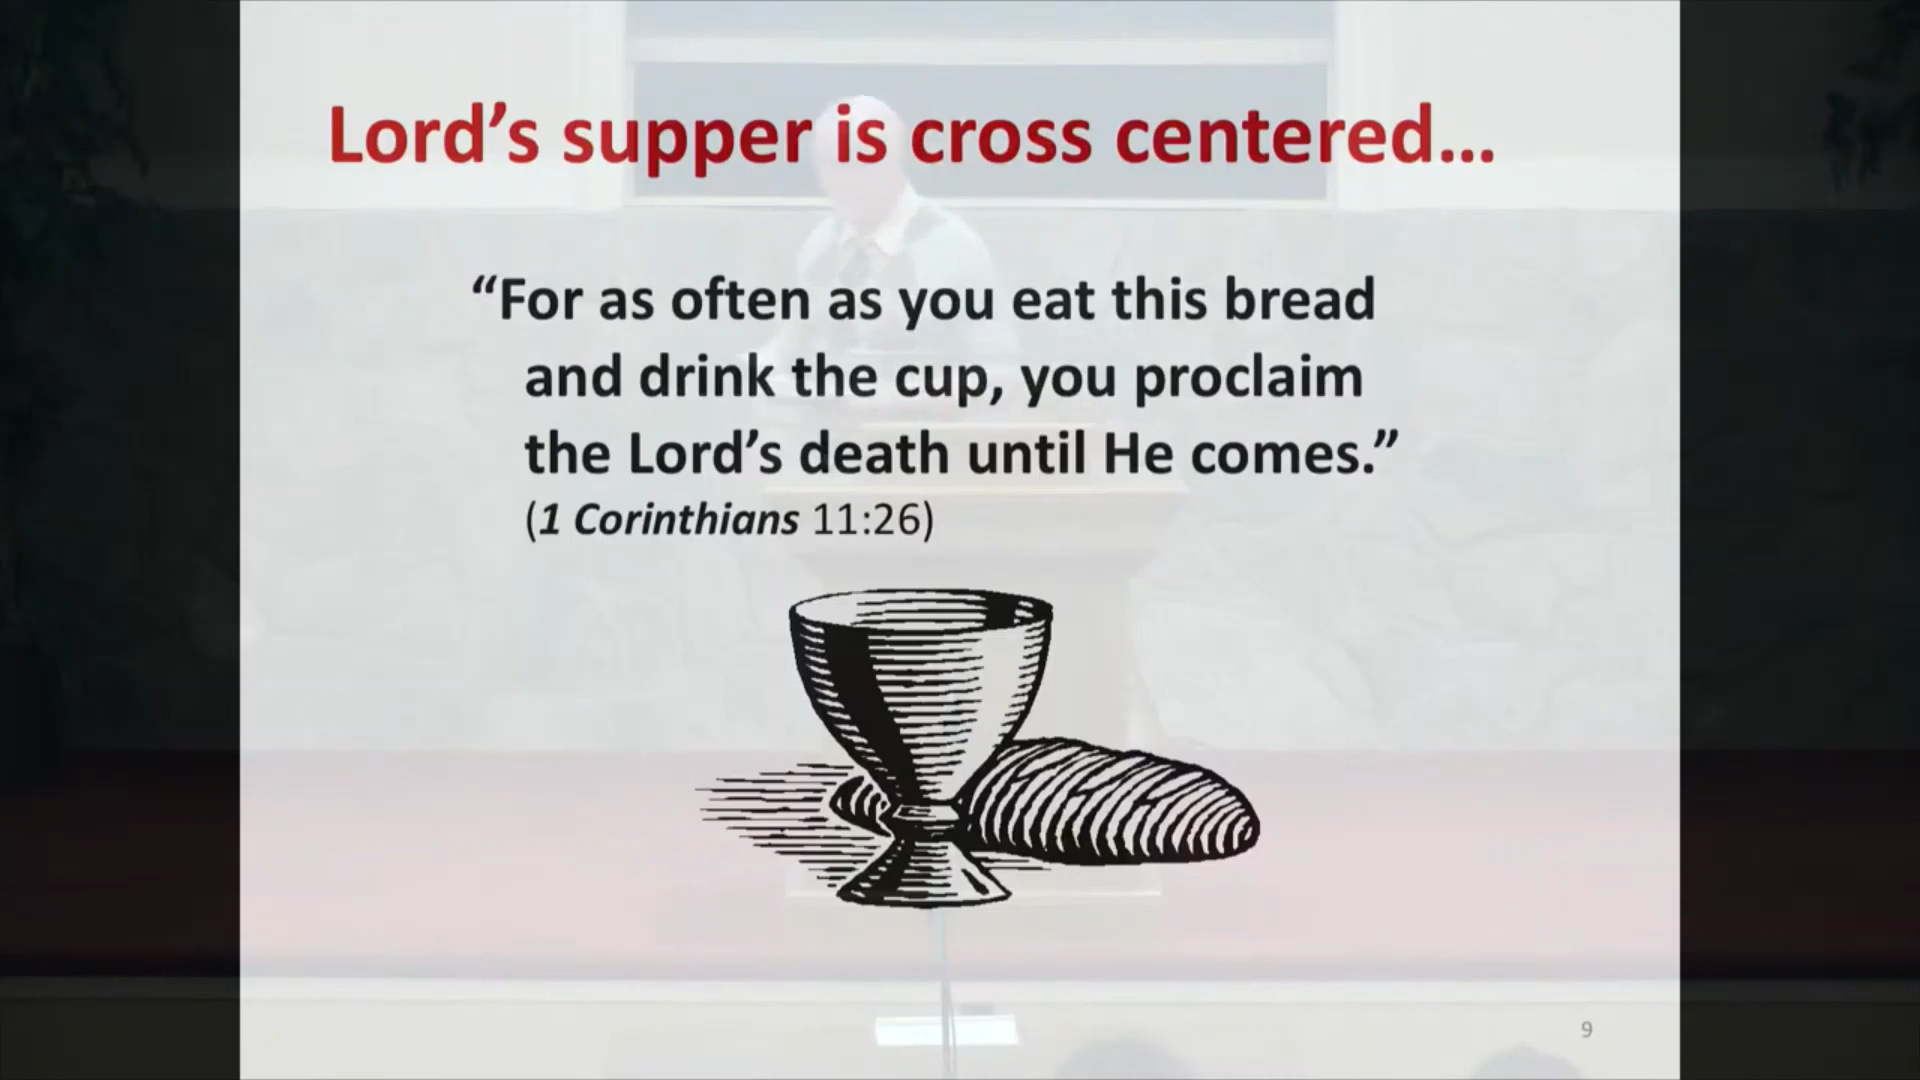 Lord’s supper is cross centered…
“For as often as you eat this bread
and drink the cup, you proclaim
the Lord’s death until He comes.”
(1 Corinthians 11:26)
9